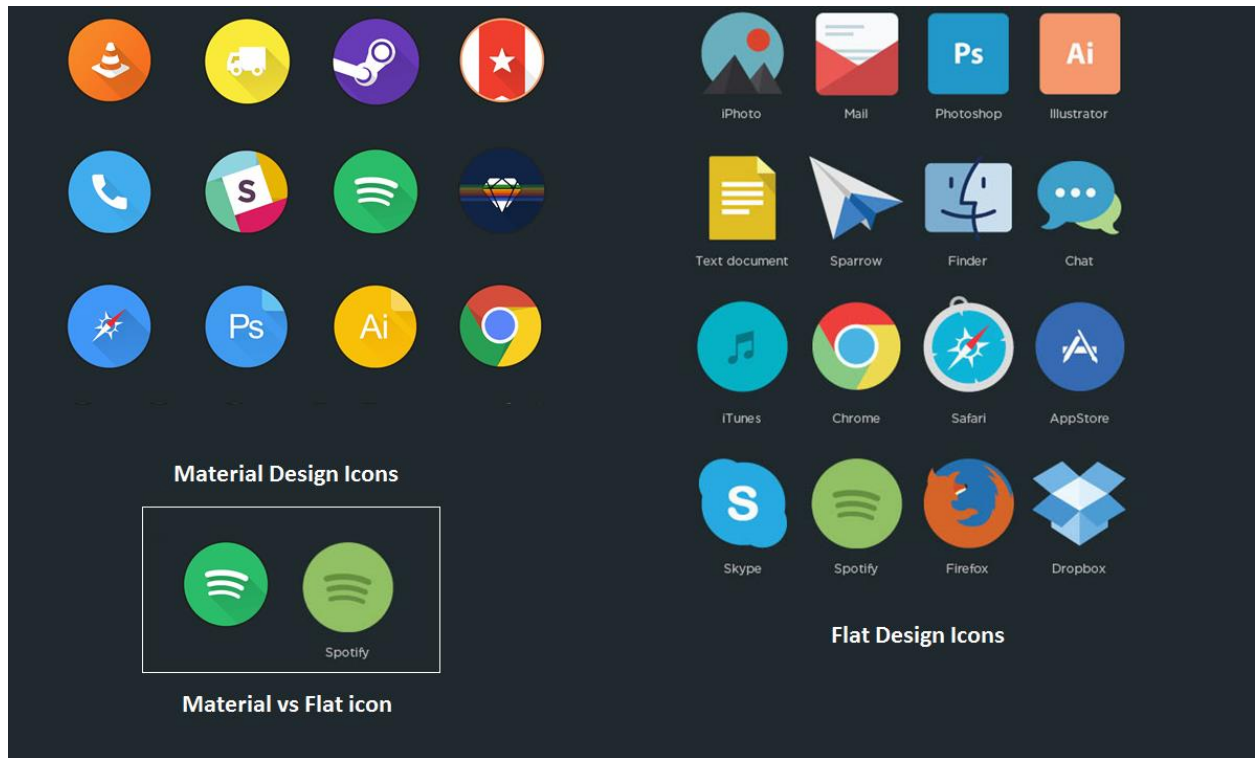 S
Ps
Ai
Material Design Icons
Spotify
Material vs Flat icon
Ps
Ai
iPhoto
Mail
Photoshop
Illustrator
Text document
Sparrow
Finder
Chat
iTunes
Chrome
Safari
AppStore
S
Skype
Spotify
Firefox
Dropbox
Flat Design Icons